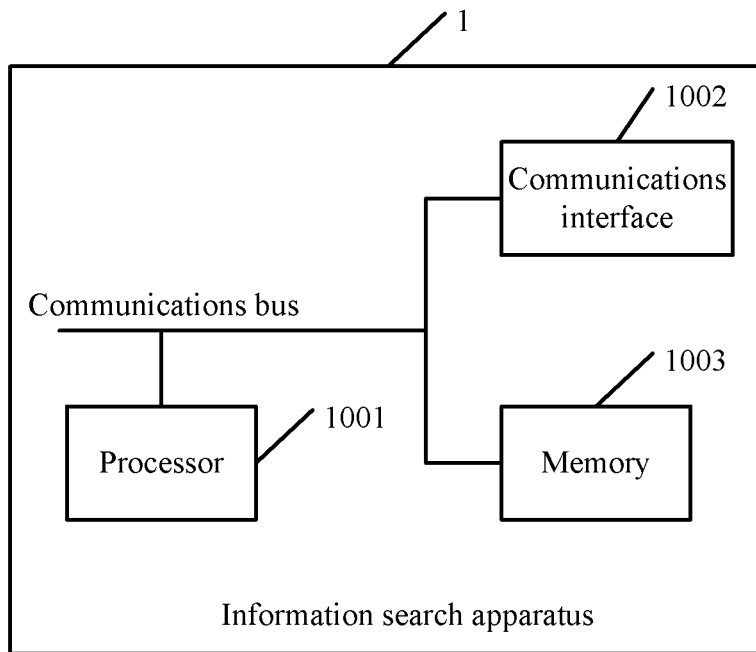 1
1002
Communications
interface
Communications bus
1003
1001
Processor
Memory
Information search apparatus